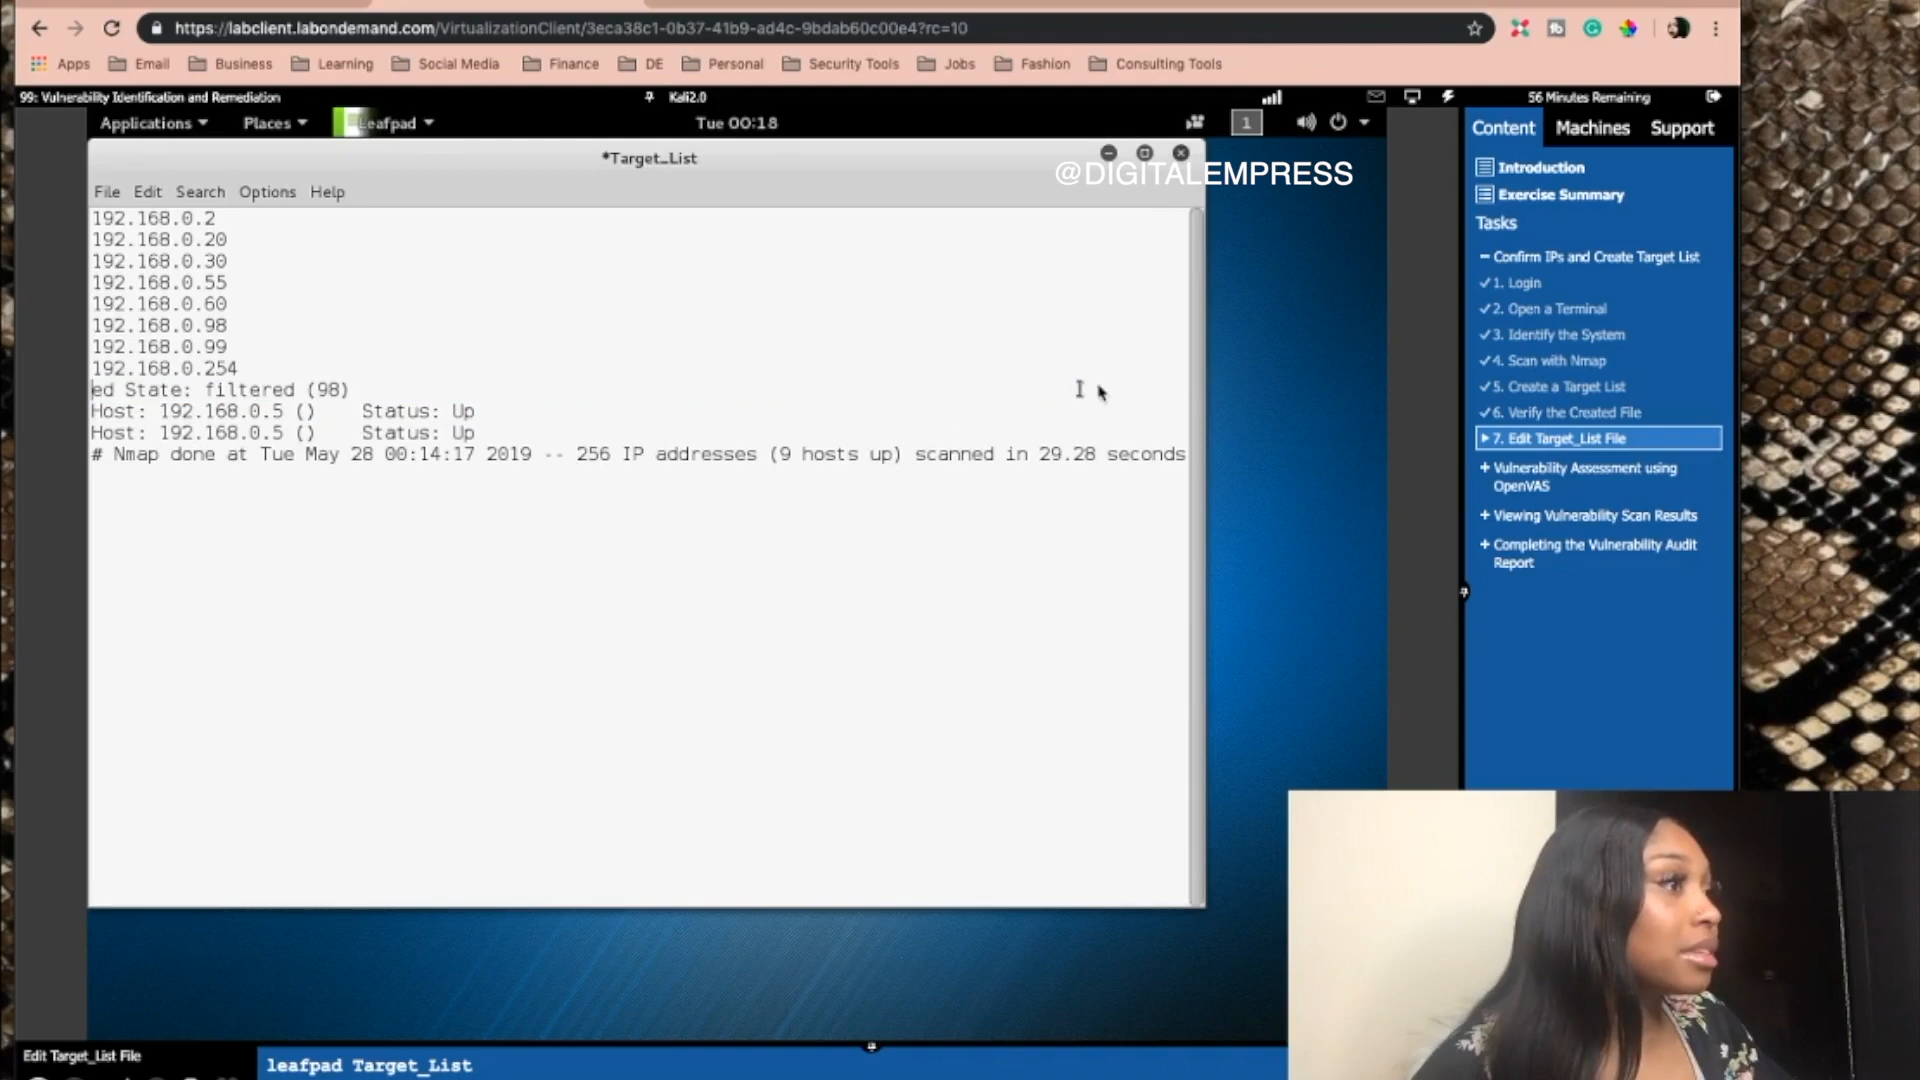 https://labclient.labondemand.com/VirtualizationClient/3eca38c1-0b37-41b9-ad4c-9bdab60c00e4?rc=10
Apps Email Business Learning Social Media Finance DE Personal Security Tools Jobs Fashion Consulting Tools
99: Vulnerability Identification and Remediation Kali2.0 56 Minutes Remaining
Applications Places Leafpad Tue 00:18 1
*Target_List
@DIGITALEMPRESS
File Edit Search Options Help
192.168.0.2
192.168.0.20
192.168.0.30
192.168.0.55
192.168.0.60
192.168.0.98
192.168.0.99
192.168.0.254
ed State: filtered (98)
Host: 192.168.0.5 () Status: Up
Host: 192.168.0.5 () Status: Up
# Nmap done at Tue May 28 00:14:17 2019 -- 256 IP addresses (9 hosts up) scanned in 29.28 seconds
Content Machines Support
Introduction
Exercise Summary
Tasks
Confirm IPs and Create Target List
1. Login
2. Open a Terminal
3. Identify the System
4. Scan with Nmap
5. Create a Target List
6. Verify the Created File
7. Edit Target_List File
+ Vulnerability Assessment using
OpenVAS
+ Viewing Vulnerability Scan Results
+ Completing the Vulnerability Audit
Report
Edit Target_List File
leafpad Target_List